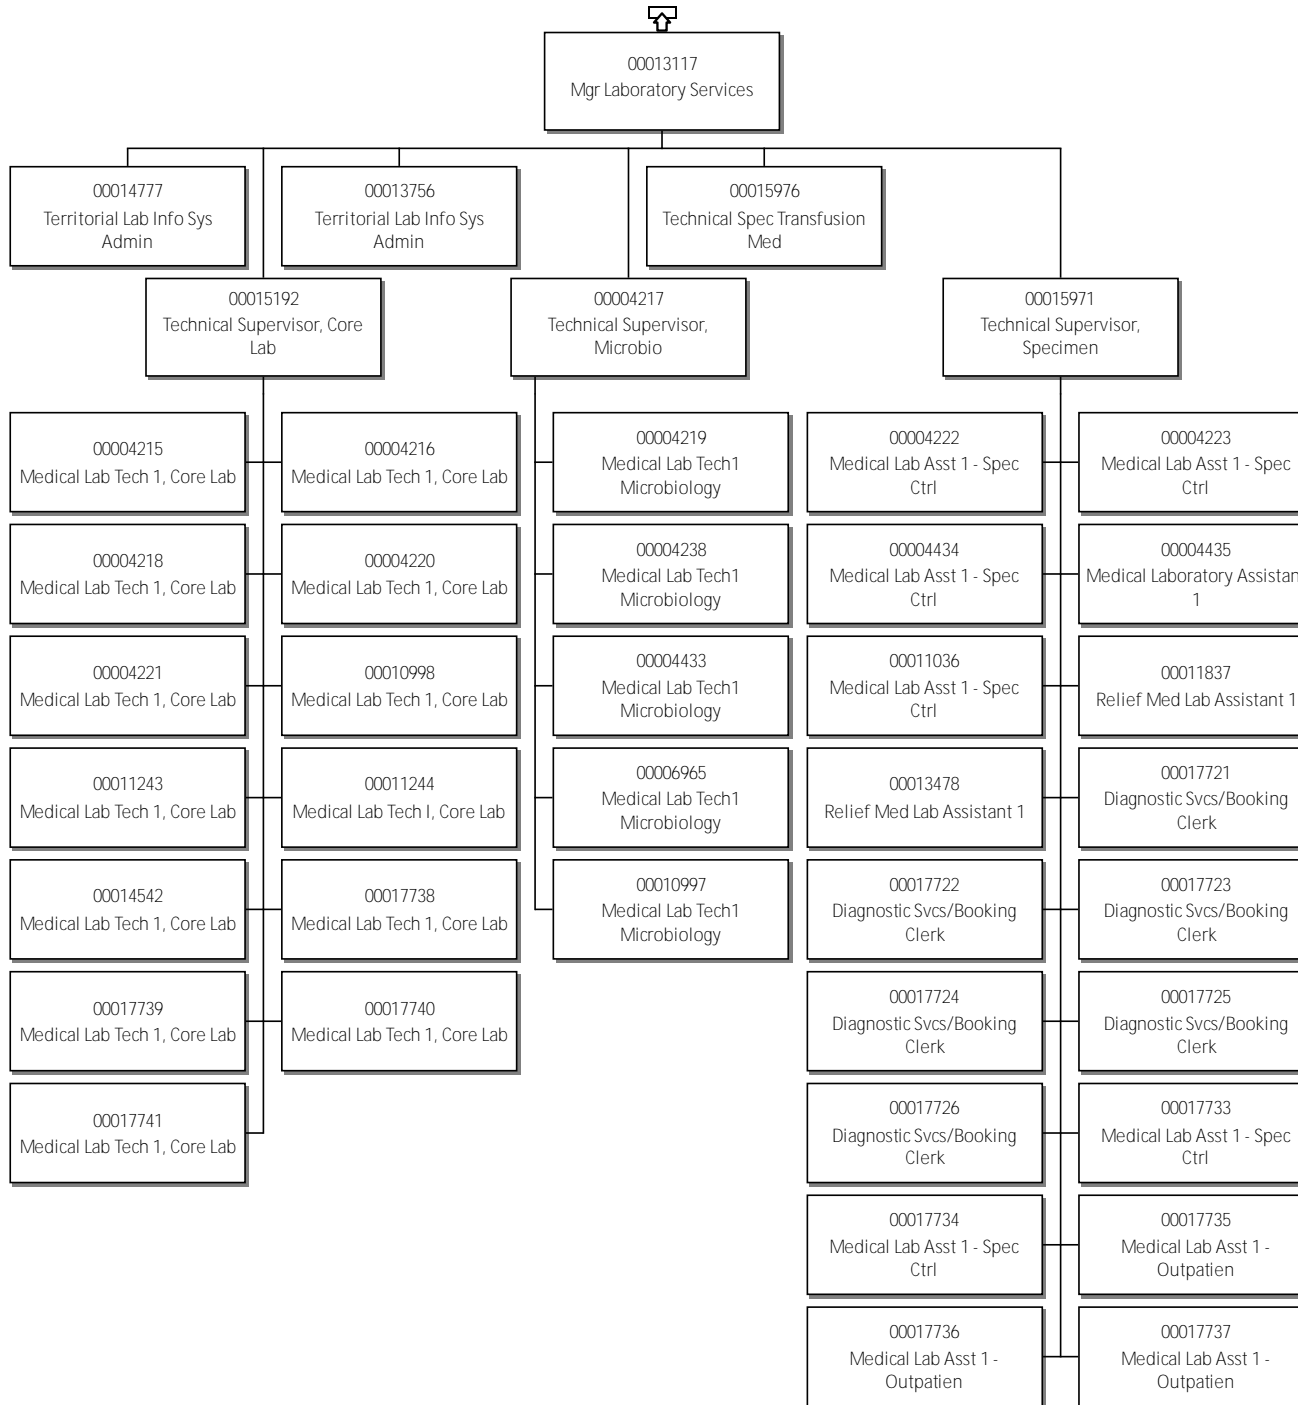 00013117
Mgr Laboratory Services
00014777
Territorial Lab Info Sys
Admin
00013756
Territorial Lab Info Sys
Admin
00015976
Technical Spec Transfusion
Med
00015192
Technical Supervisor, Core
Lab
00004217
Technical Supervisor,
Microbio
00015971
Technical Supervisor,
Specimen
00004215
Medical Lab Tech 1, Core Lab
00004216
Medical Lab Tech 1, Core Lab
00004218
Medical Lab Tech 1, Core Lab
00004220
Medical Lab Tech 1, Core Lab
00004221
Medical Lab Tech 1, Core Lab
00010998
Medical Lab Tech 1, Core Lab
00011243
Medical Lab Tech 1, Core Lab
00011244
Medical Lab Tech I, Core Lab
00014542
Medical Lab Tech 1, Core Lab
00017738
Medical Lab Tech 1, Core Lab
00017739
Medical Lab Tech 1, Core Lab
00017740
Medical Lab Tech 1, Core Lab
00017741
Medical Lab Tech 1, Core Lab
00004219
Medical Lab Tech1
Microbiology
00004238
Medical Lab Tech1
Microbiology
00004433
Medical Lab Tech1
Microbiology
00006965
Medical Lab Tech1
Microbiology
00010997
Medical Lab Tech1
Microbiology
00004222
Medical Lab Asst 1 - Spec
Ctrl
00004223
Medical Lab Asst 1 - Spec
Ctrl
00004434
Medical Lab Asst 1 - Spec
Ctrl
00004435
Medical Laboratory Assistan
1
00011036
Medical Lab Asst 1 - Spec
Ctrl
00011837
Relief Med Lab Assistant 1
00013478
Relief Med Lab Assistant 1
00017721
Diagnostic Svcs/Booking
Clerk
00017722
Diagnostic Svcs/Booking
Clerk
00017723
Diagnostic Svcs/Booking
Clerk
00017724
Diagnostic Svcs/Booking
Clerk
00017725
Diagnostic Svcs/Booking
Clerk
00017726
Diagnostic Svcs/Booking
Clerk
00017733
Medical Lab Asst 1 - Spec
Ctrl
00017734
Medical Lab Asst 1 - Spec
Ctrl
00017735
Medical Lab Asst 1 -
Outpatien
00017736
Medical Lab Asst 1 -
Outpatien
00017737
Medical Lab Asst 1 -
Outpatien